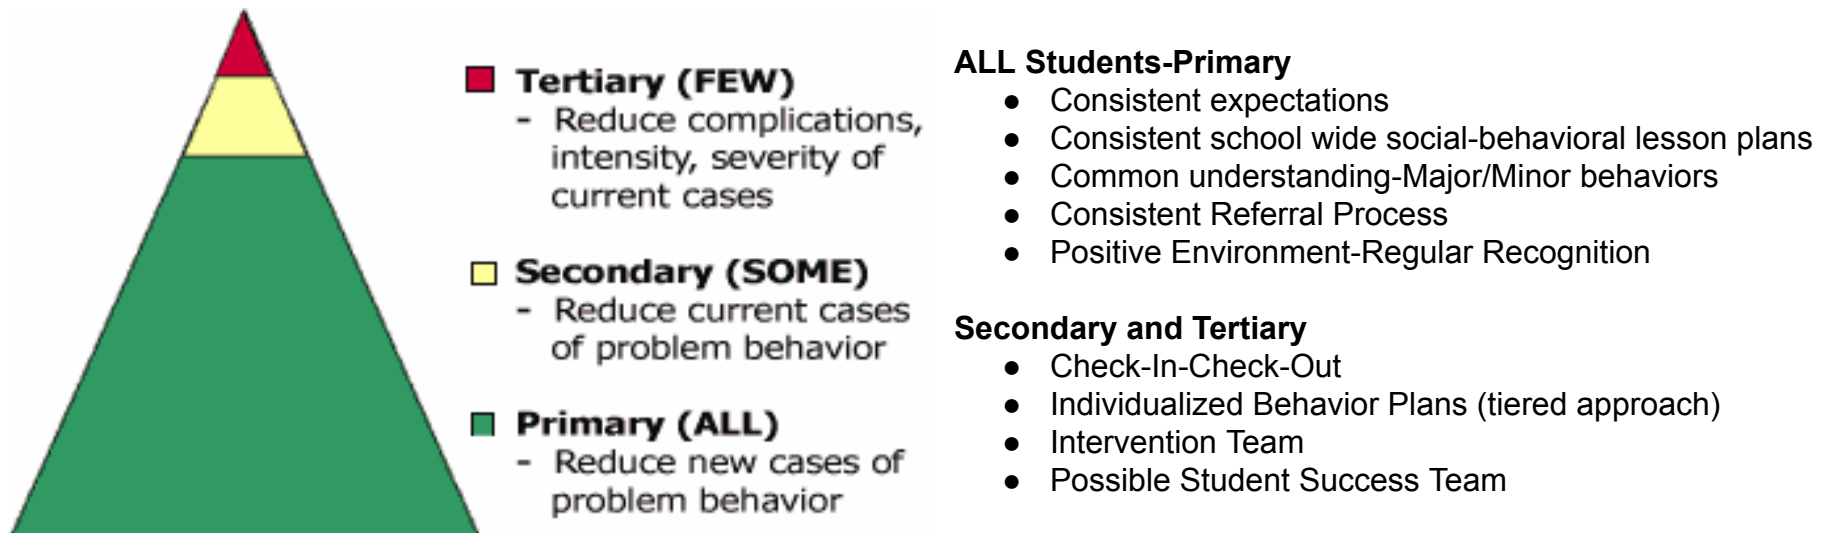 Tertiary (FEW)
- Reduce complications,
intensity, severity of
current cases
Secondary (SOME)
- Reduce current cases
of problem behavior
Primary (ALL)
- Reduce new cases of
problem behavior
ALL Students-Primary
● Consistent expectations
● Consistent school wide social-behavioral lesson plans
● Common understanding-Major/Minor behaviors
● Consistent Referral Process
● Positive Environment-Regular Recognition
Secondary and Tertiary
● Check-In-Check-Out
● Individualized Behavior Plans (tiered approach)
● Intervention Team
● Possible Student Success Team